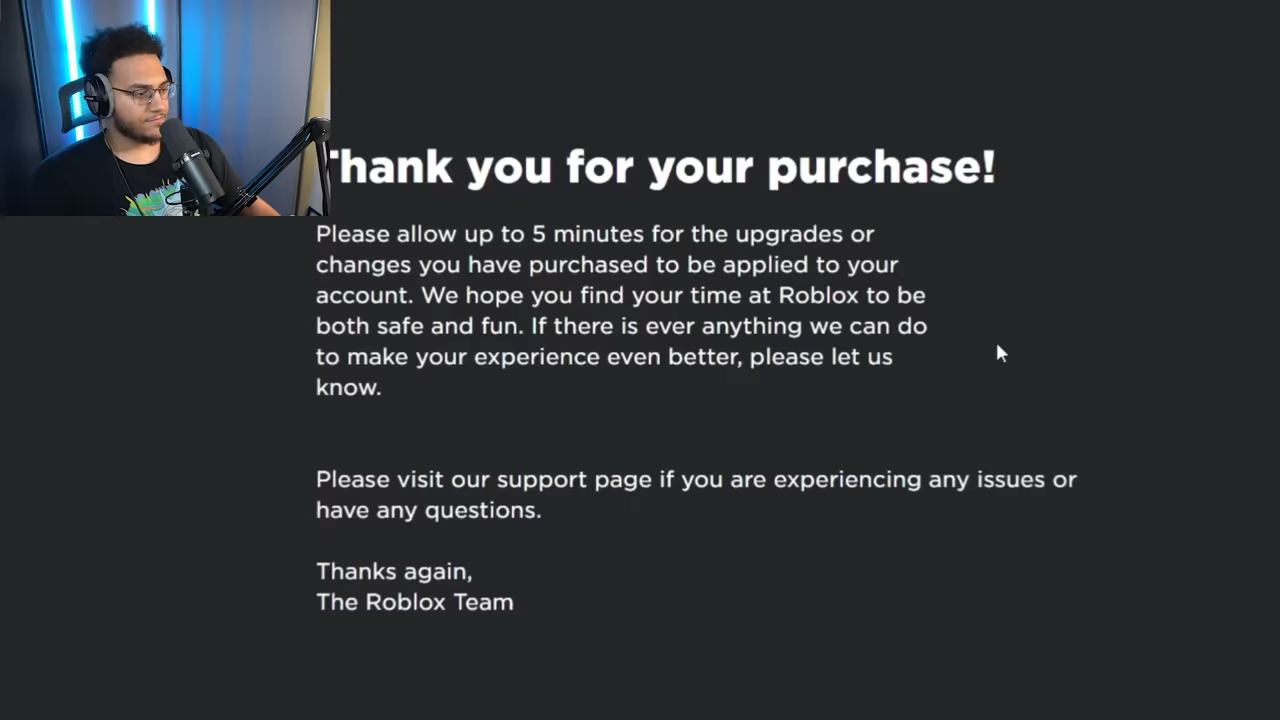 Thank you for your purchase!
Please allow up to 5 minutes for the upgrades or
changes you have purchased to be applied to your
account. We hope you find your time at Roblox to be
both safe and fun. If there is ever anything we can do
to make your experience even better, please let us
know.
Please visit our support page if you are experiencing any issues or
have any questions.
Thanks again,
The Roblox Team